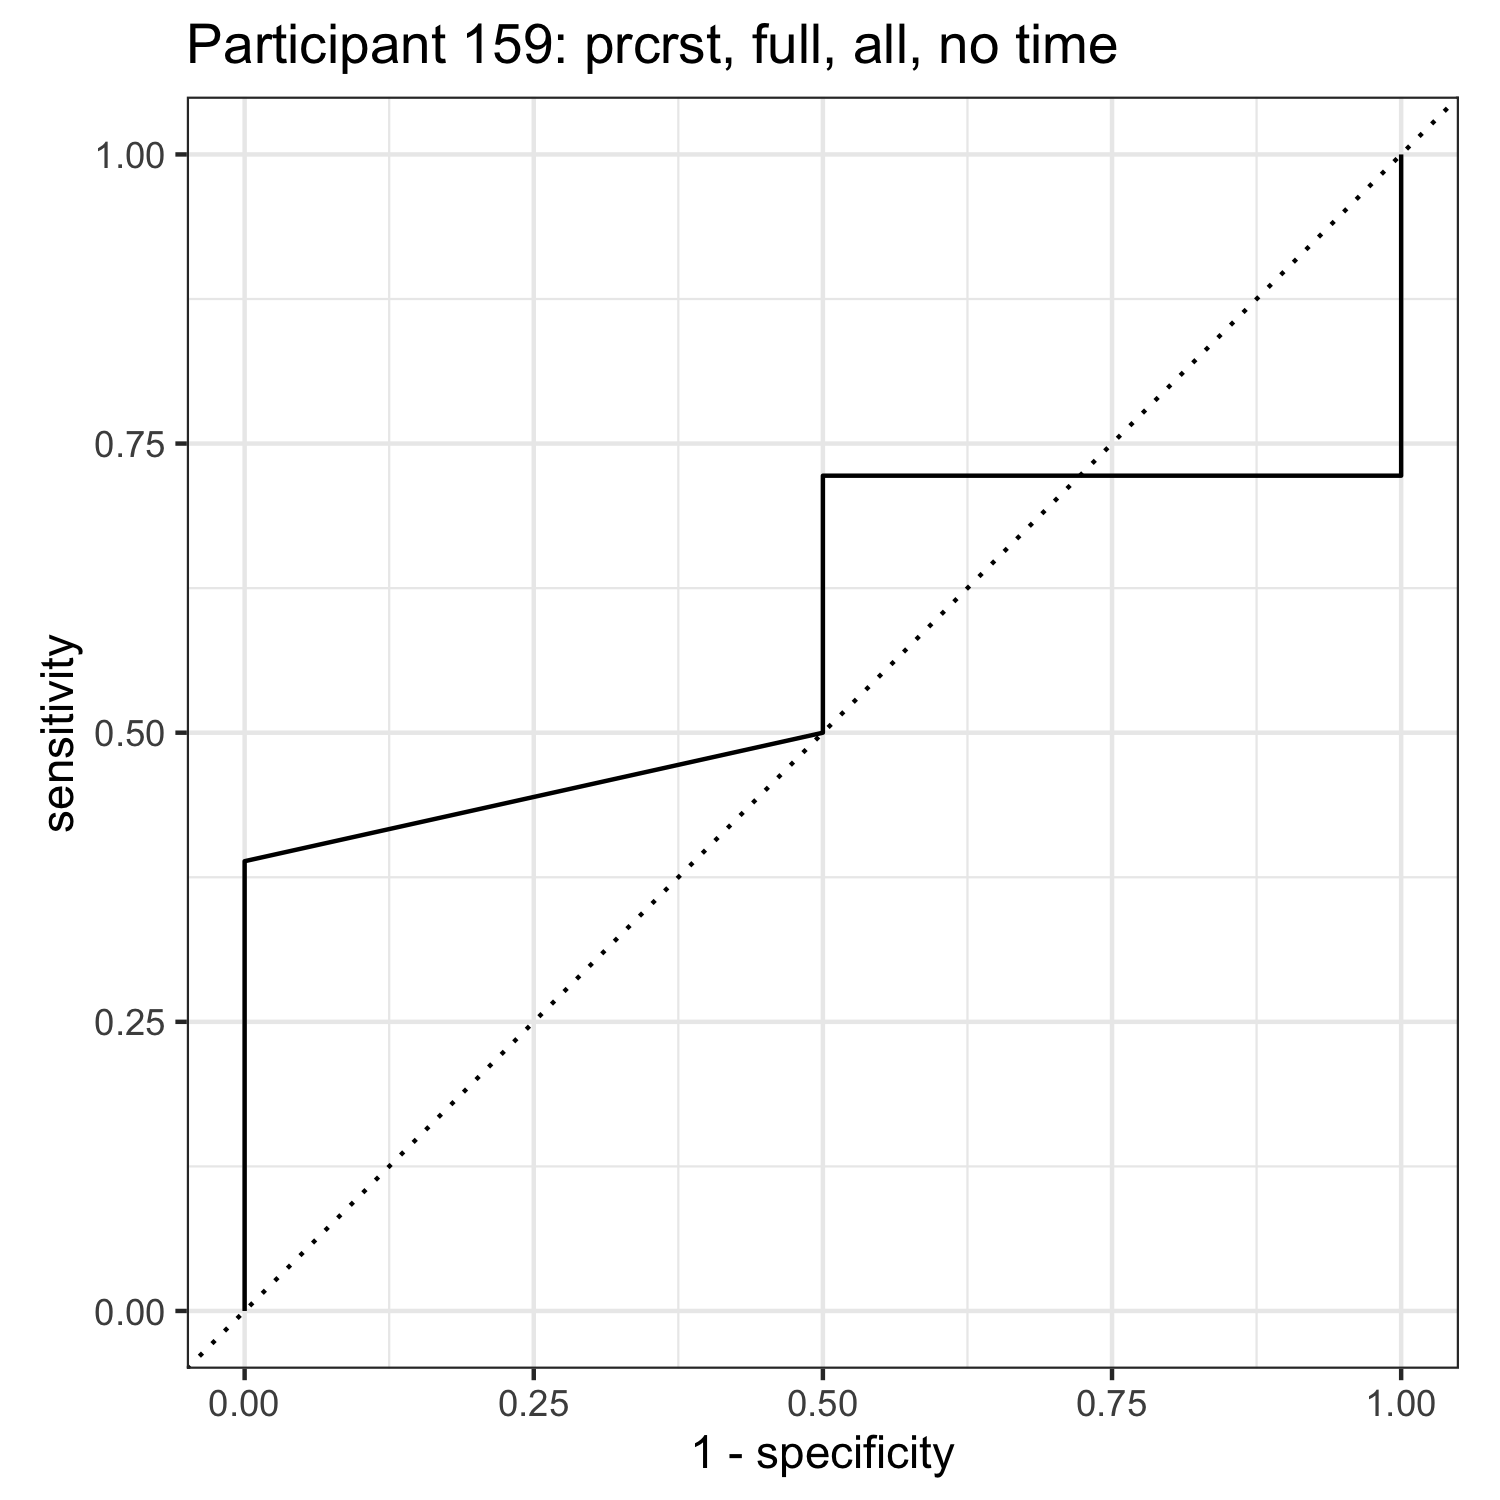 Participant 159: prcrst, full, all, no time
1.00
0.75
0.50
0.25
0.00
sensitivity
0.00 0.25 0.50 0.75 1.00
1 - specificity